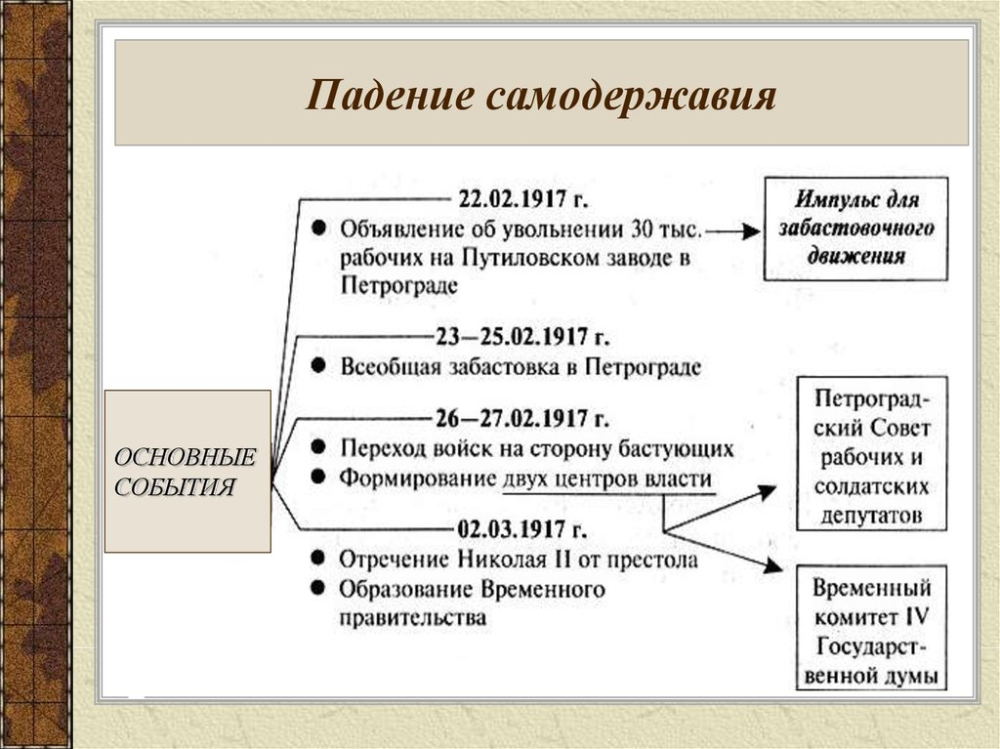 Падение самодержавия
ОСНОВНЫЕ
СОБЫТИЯ
22.02.1917 г.
● Объявление об увольнении 30 тыс.
рабочих на Путиловском заводе в
Петрограде
Импульс для
забастовочного
движения
23—25.02.1917 г.
● Всеобщая забастовка в Петрограде
26—27.02.1917 г.
● Переход войск на сторону бастующих
● Формирование двух центров власти
Петроград-
ский Совет
рабочих и
солдатских
депутатов
Временный
комитет IV
Государст-
венной думы
02.03.1917 г.
● Отречение Николая II от престола
● Образование Временного
правительства